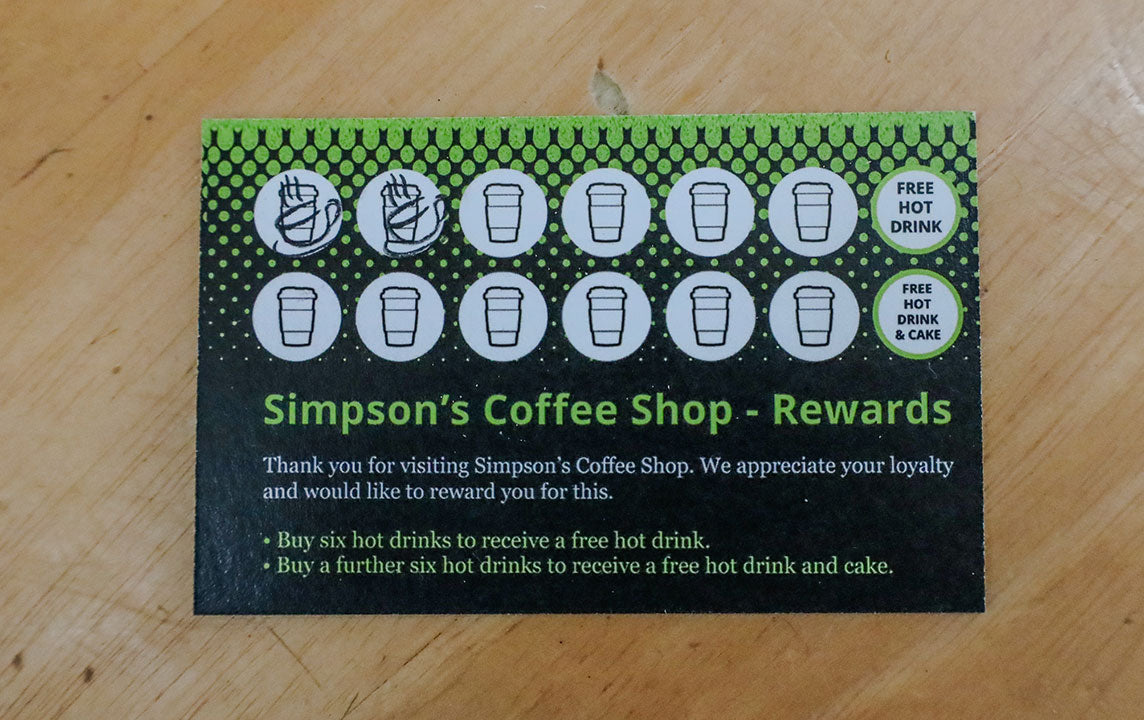 FREE
HOT
DRINK
FREE
HOT
DRINK
& CAKE
Simpson’s Coffee Shop - Rewards
Thank you for visiting Simpson’s Coffee Shop. We appreciate your loyalty
and would like to reward you for this.
• Buy six hot drinks to receive a free hot drink.
• Buy a further six hot drinks to receive a free hot drink and cake.